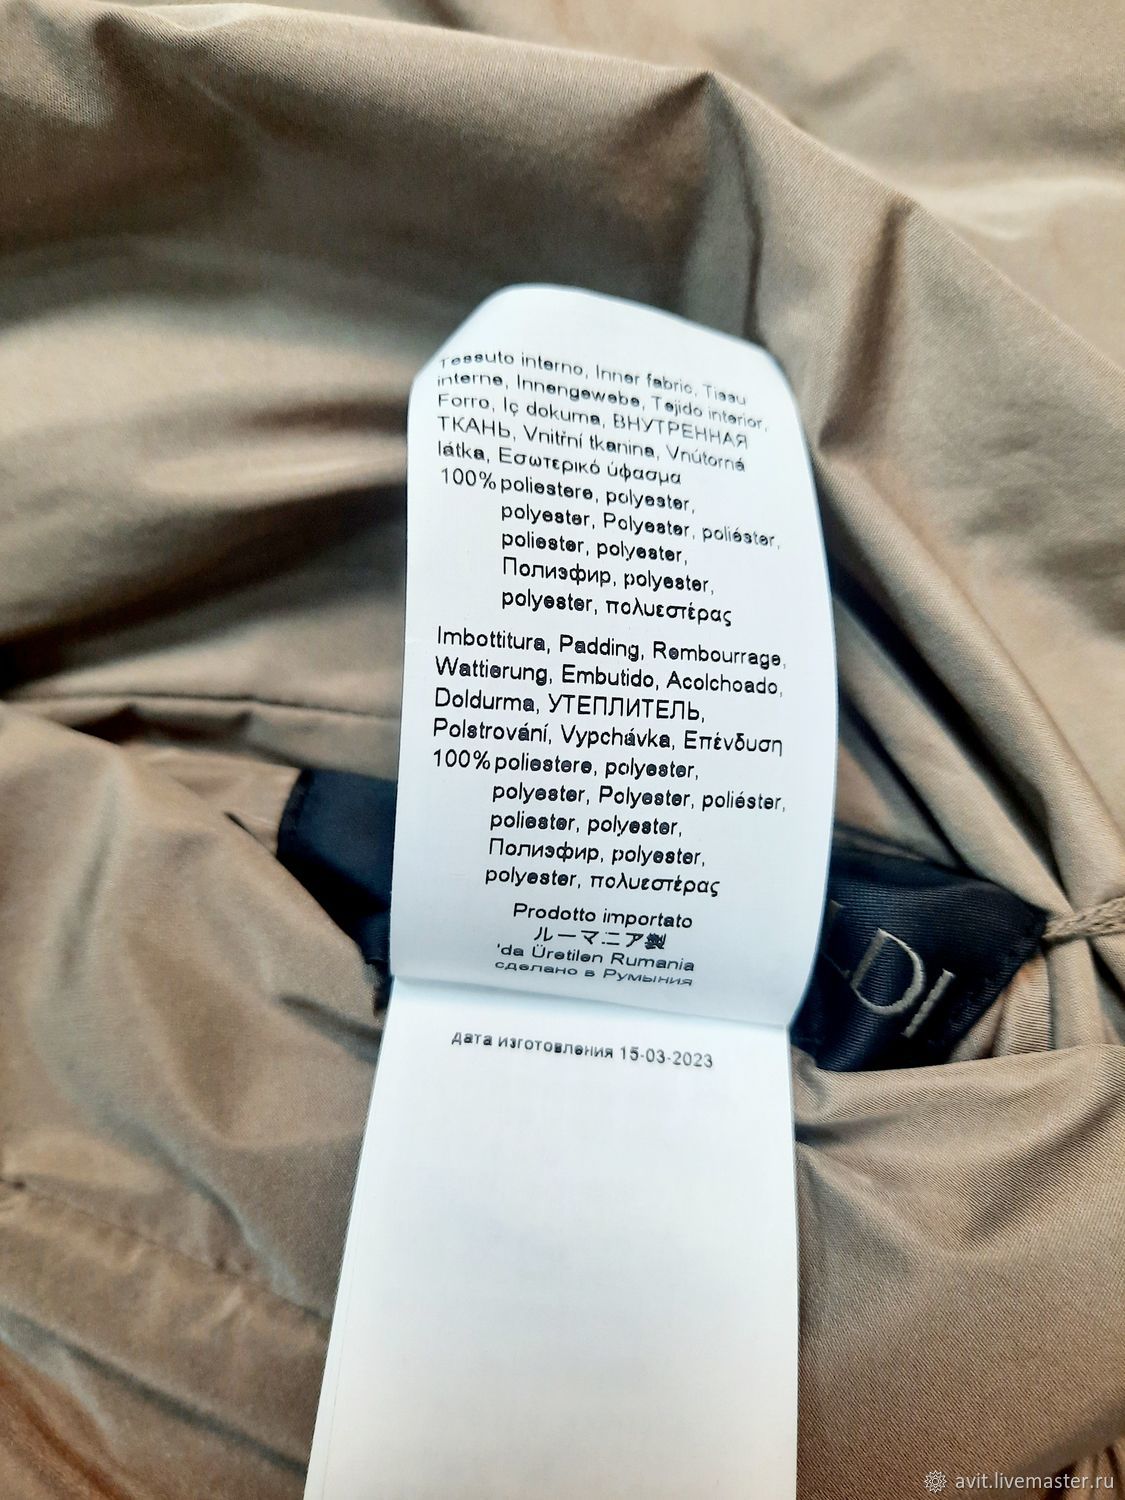 Tessuto interno, Inner fabric, Tissu
interne, Innengewebe, Tejido interior,
Forro, Iç dokuma, ВНУТРЕННАЯ
ТКАНЬ, Vnitřní tkanina, Vnútorná
látka, Εσωτερικό ύφασμα
100% poliestere, polyester,
polyester, Polyester, poliéster,
poliester, polyester,
Полиэфир, polyester,
polyester, πολυεστέρας
Imbottitura, Padding, Rembourrage,
Wattierung, Embutido, Acolchoado,
Doldurma, УТЕПЛИТЕЛЬ,
Polstrování, Vypchávka, Επένδυση
100% poliestere, polyester,
polyester, Polyester, poliéster,
poliester, polyester,
Полиэфир, polyester,
polyester, πολυεστέρας
Prodotto importato
ルーマニア製
'da Üretilen Rumania
сделано в Румыния
дата изготовления 15-03-2023
LDI
avit.livemaster.ru